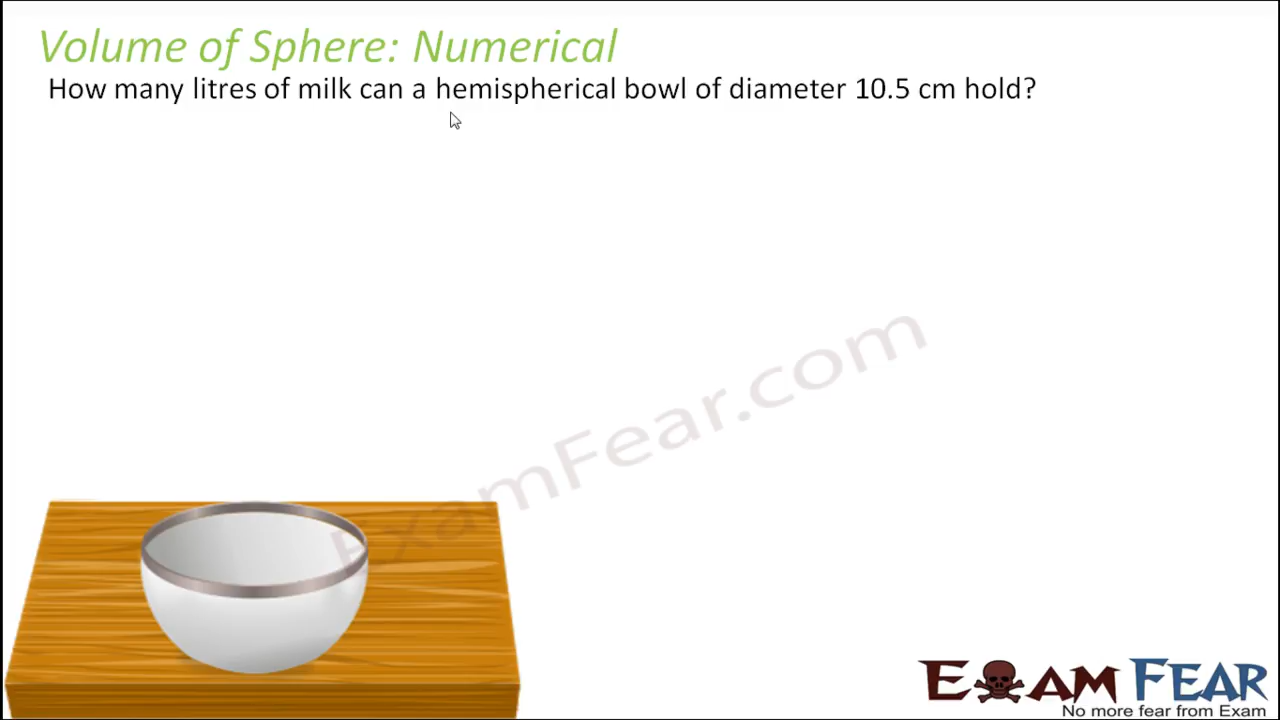 Volume of Sphere: Numerical
How many litres of milk can a hemispherical bowl of diameter 10.5 cm hold?
ExamFear.com
EXAM FEAR
No more fear from Exam